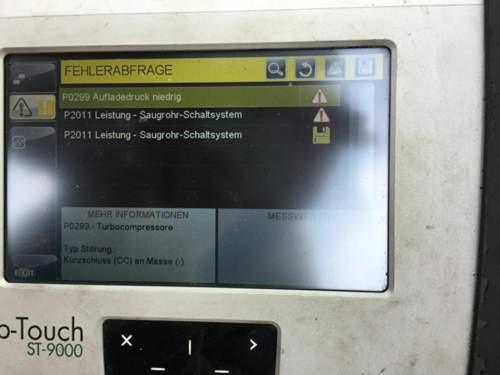 FEHLERABFRAGE
P0299 Aufladedruck niedrig
P2011 Leistung - Saugrohr-Schaltsystem
P2011 Leistung - Saugrohr-Schaltsystem
MEHR INFORMATIONEN
P0299 - Turbocompressore
Typ Störung :
Kurzschluss (CC) an Masse (-)
EXIT
o-Touch
ST-9000